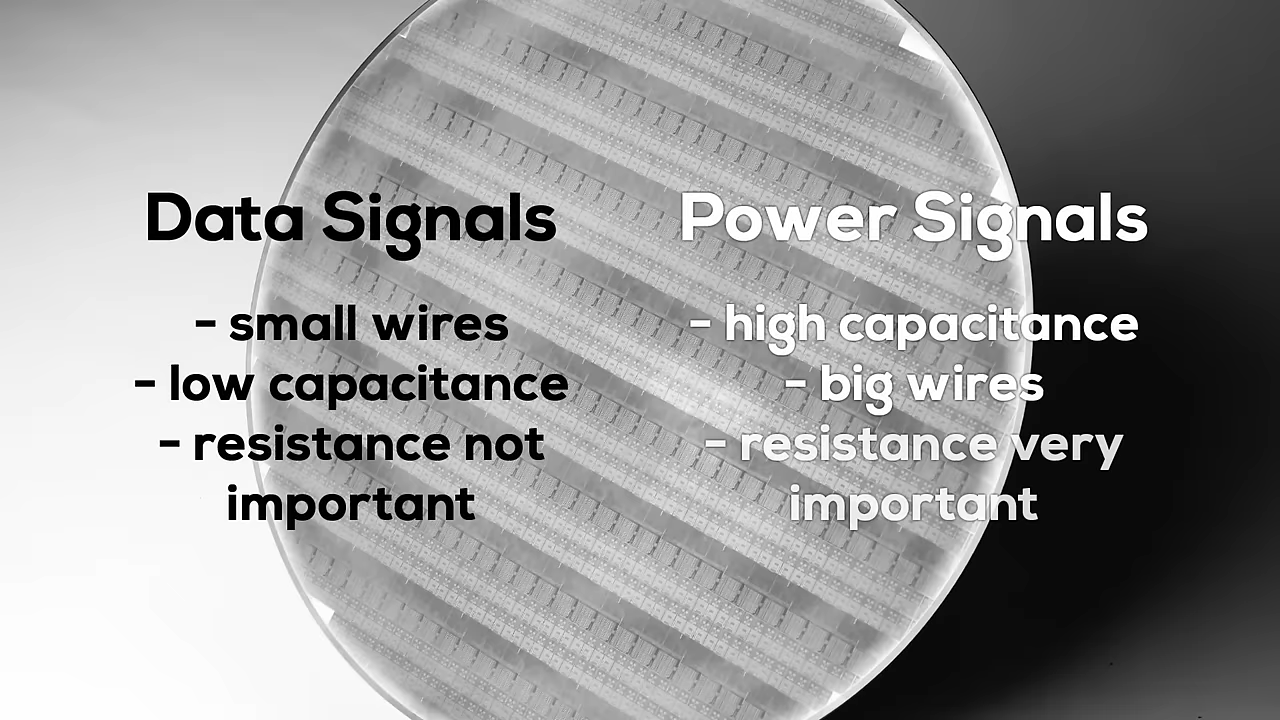 Data Signals
- small wires
- low capacitance
- resistance not
important
Power Signals
- high capacitance
- big wires
- resistance very
important